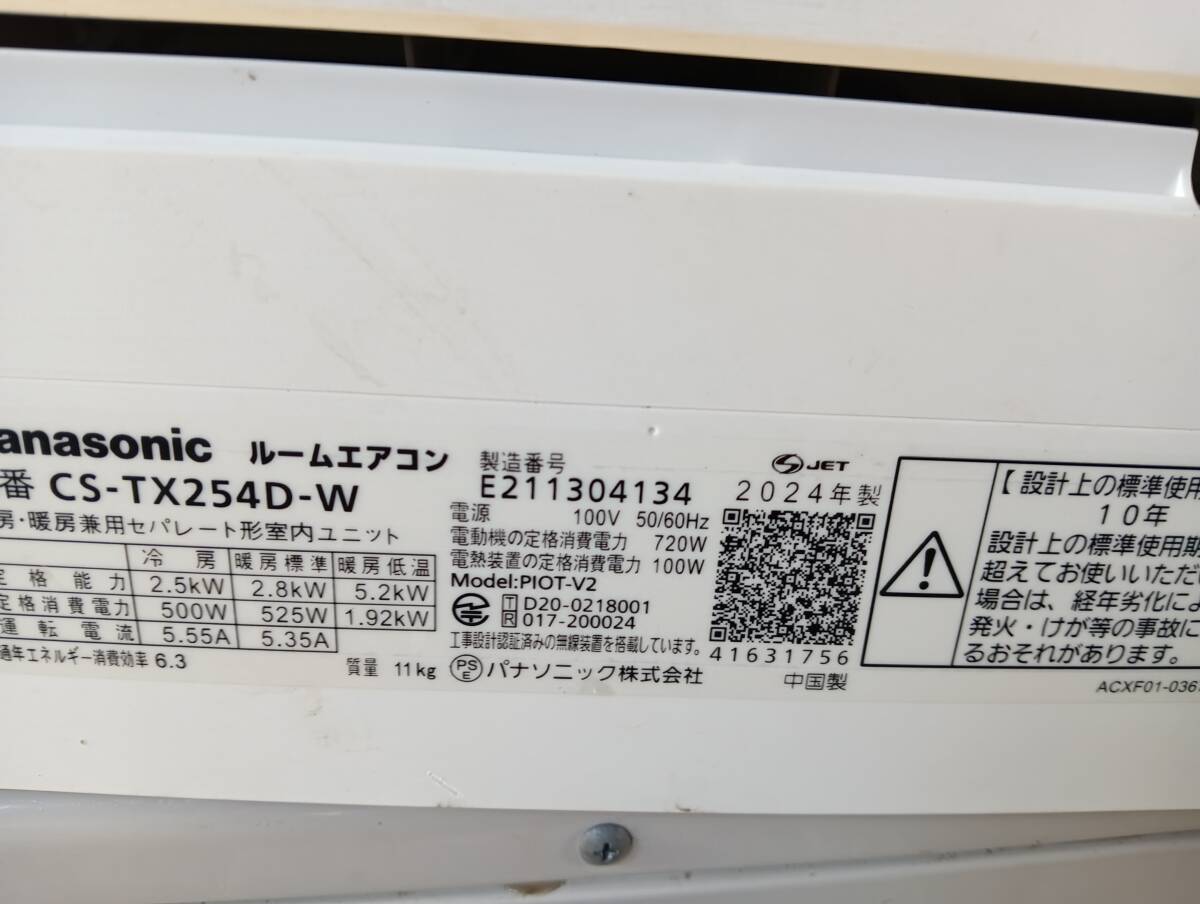 anasonic ルームエアコン
番 CS-TX254D-W
房・暖房兼用セパレート形室内ユニット
冷房 暖房標準 暖房低温
定格能力 2.5kW 2.8kW 5.2kW
定格消費電力 500W 525W 1.92kW
運転電流 5.55A 5.35A
通年エネルギー消費効率 6.3
質量 11kg
製造番号
E211304134
電源 100V 50/60Hz
電動機の定格消費電力 720W
電熱装置の定格消費電力 100W
Model:PIOT-V2
T D20-0218001
R 017-200024
工事設計認証済みの無線装置を搭載しています。
PS E パナソニック株式会社
JET
2024年製
41631756
中国製
【設計上の標準使用
10年
設計上の標準使用期
超えてお使いいただ
場合は、経年劣化によ
発火・けが等の事故に
るおそれがあります。
ACXF01-036